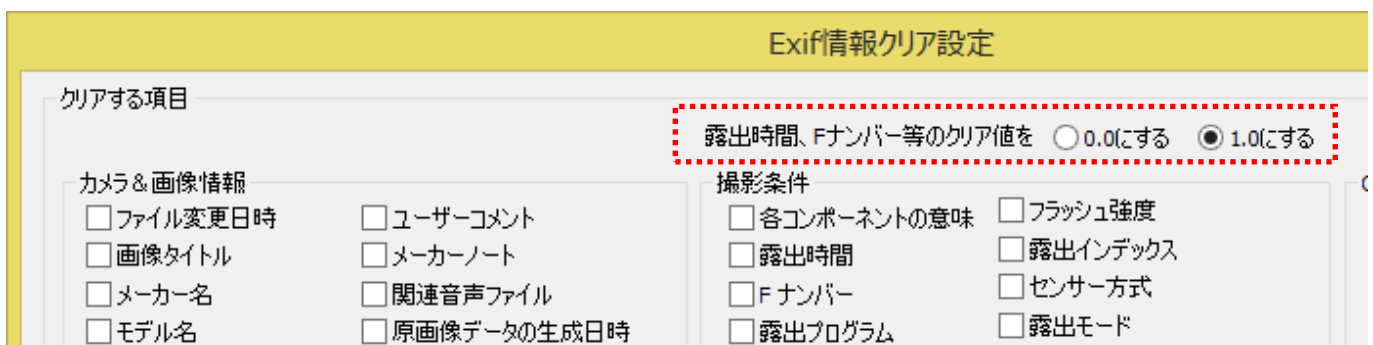 Exif情報クリア設定
クリアする項目
露出時間、Fナンバー等のクリア値を 0.0にする 1.0にする
カメラ&画像情報
ファイル変更日時 ユーザーコメント
画像タイトル メーカーノート
メーカー名 関連音声ファイル
モデル名 原画像データの生成日時
撮影条件
各コンポーネントの意味 フラッシュ強度
露出時間 露出インデックス
F ナンバー センサー方式
露出プログラム 露出モード